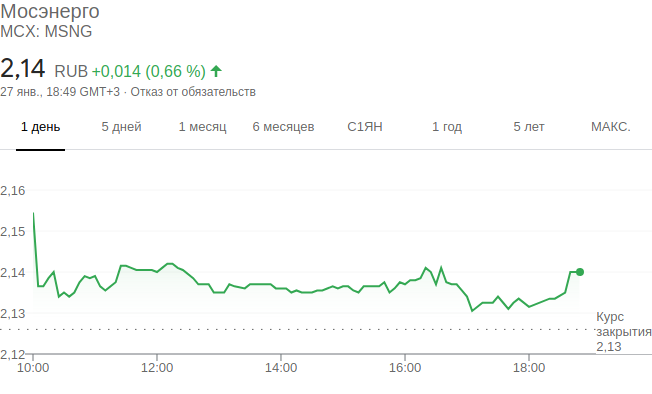 Мосэнерго
MCX: MSNG
2,14 RUB +0,014 (0,66 %)
27 янв., 18:49 GMT+3 · Отказ от обязательств
1 день 5 дней 1 месяц 6 месяцев С1ЯН 1 год 5 лет МАКС.
2,16
2,15
2,14
2,13
Курс
закрытия
2,13
2,12
10:00 12:00 14:00 16:00 18:00